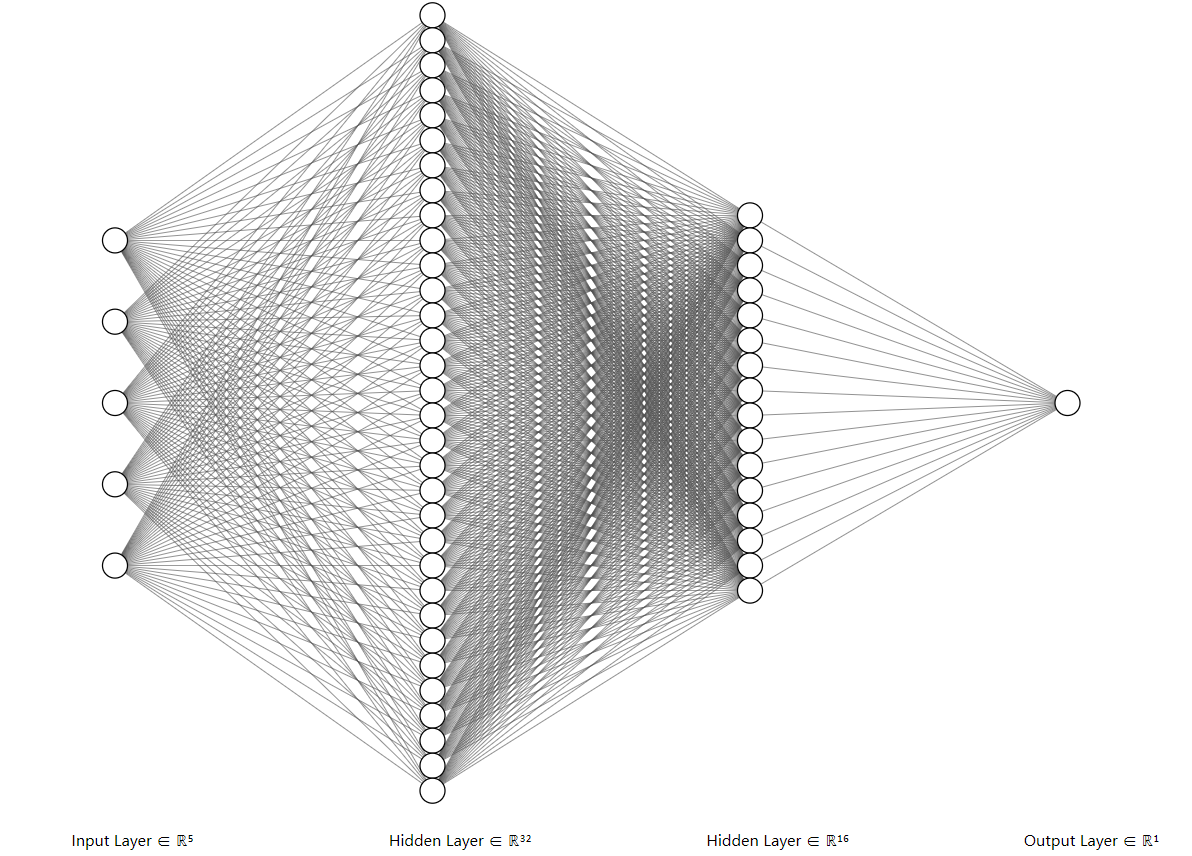 Input Layer ∈ ℝ⁵ Hidden Layer ∈ ℝ³² Hidden Layer ∈ ℝ¹⁶ Output Layer ∈ ℝ¹